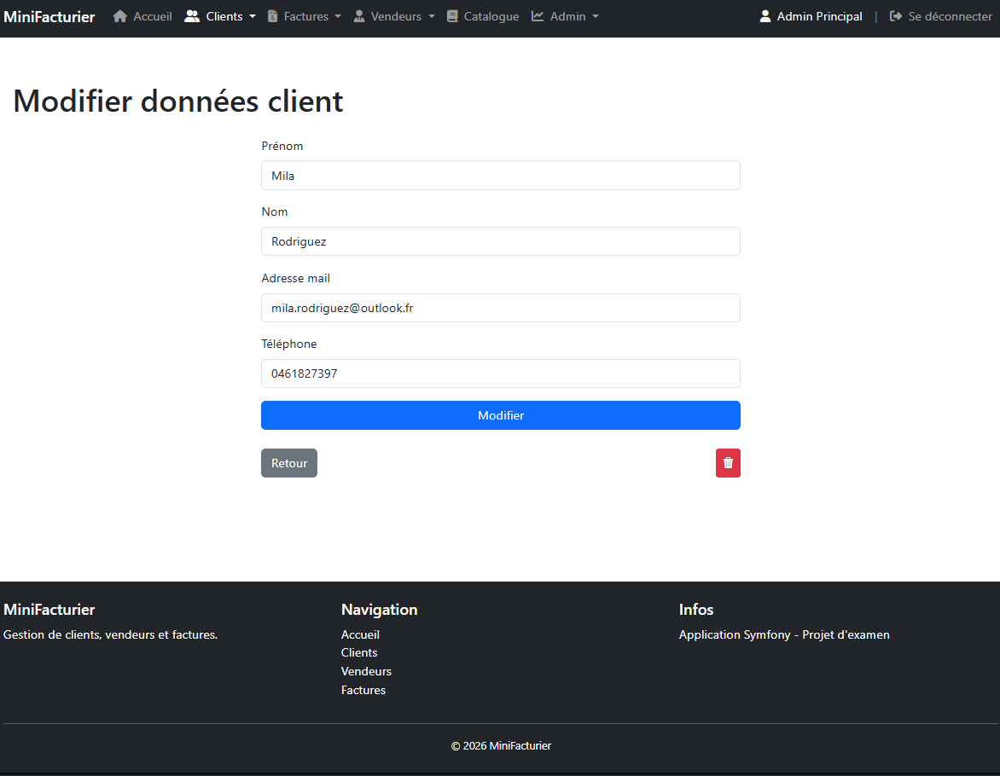 MiniFacturier Accueil Clients Factures Vendeurs Catalogue Admin Admin Principal | Se déconnecter
Modifier données client
Prénom
Mila
Nom
Rodriguez
Adresse mail
mila.rodriguez@outlook.fr
Téléphone
0461827397
Modifier
Retour
MiniFacturier
Gestion de clients, vendeurs et factures.
Navigation
Accueil
Clients
Vendeurs
Factures
Infos
Application Symfony - Projet d'examen
© 2026 MiniFacturier